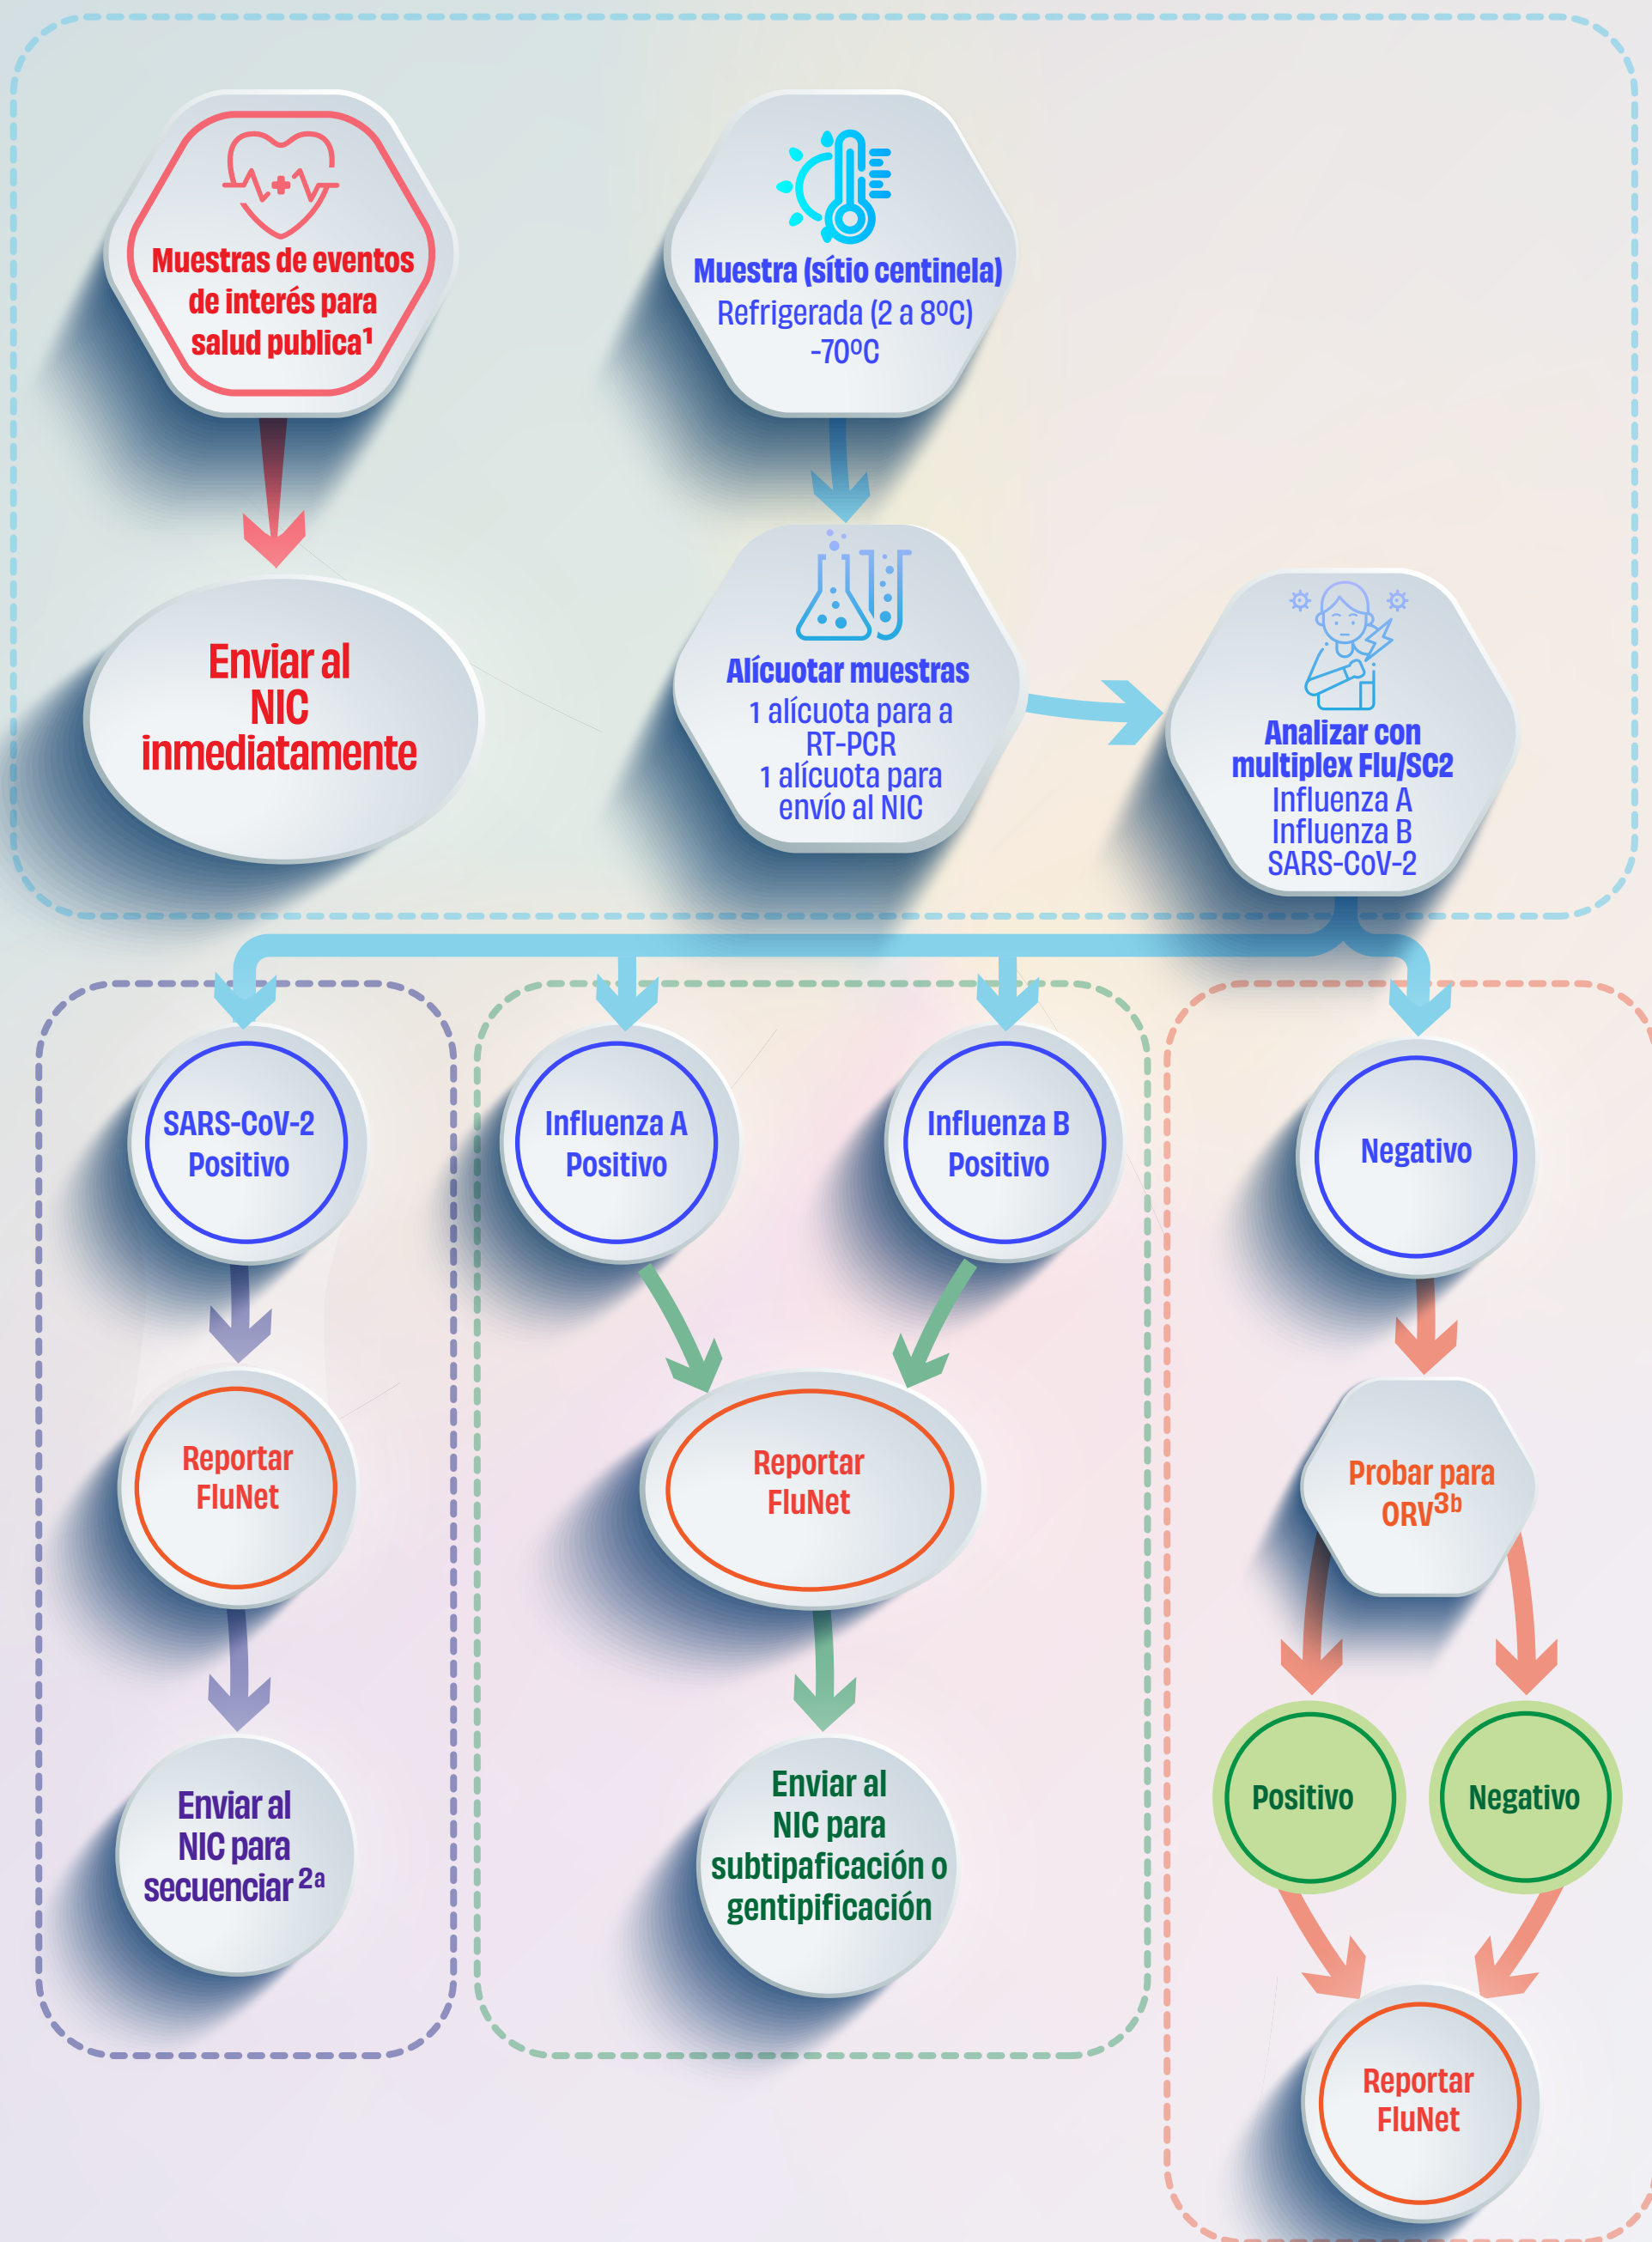 Muestras de eventos
de interés para
salud publica¹
Muestra (sítio centinela)
Refrigerada (2 a 8ºC)
-70ºC
Enviar al
NIC
inmediatamente
Alícuotar muestras
1 alícuota para a
RT-PCR
1 alícuota para
envío al NIC
Analizar con
multiplex Flu/SC2
Influenza A
Influenza B
SARS-CoV-2
SARS-CoV-2
Positivo
Influenza A
Positivo
Influenza B
Positivo
Negativo
Reportar
FluNet
Reportar
FluNet
Probar para
ORV³ᵇ
Enviar al
NIC para
secuenciar ²ᵃ
Enviar al
NIC para
subtipaficación o
gentipificación
Positivo
Negativo
Reportar
FluNet